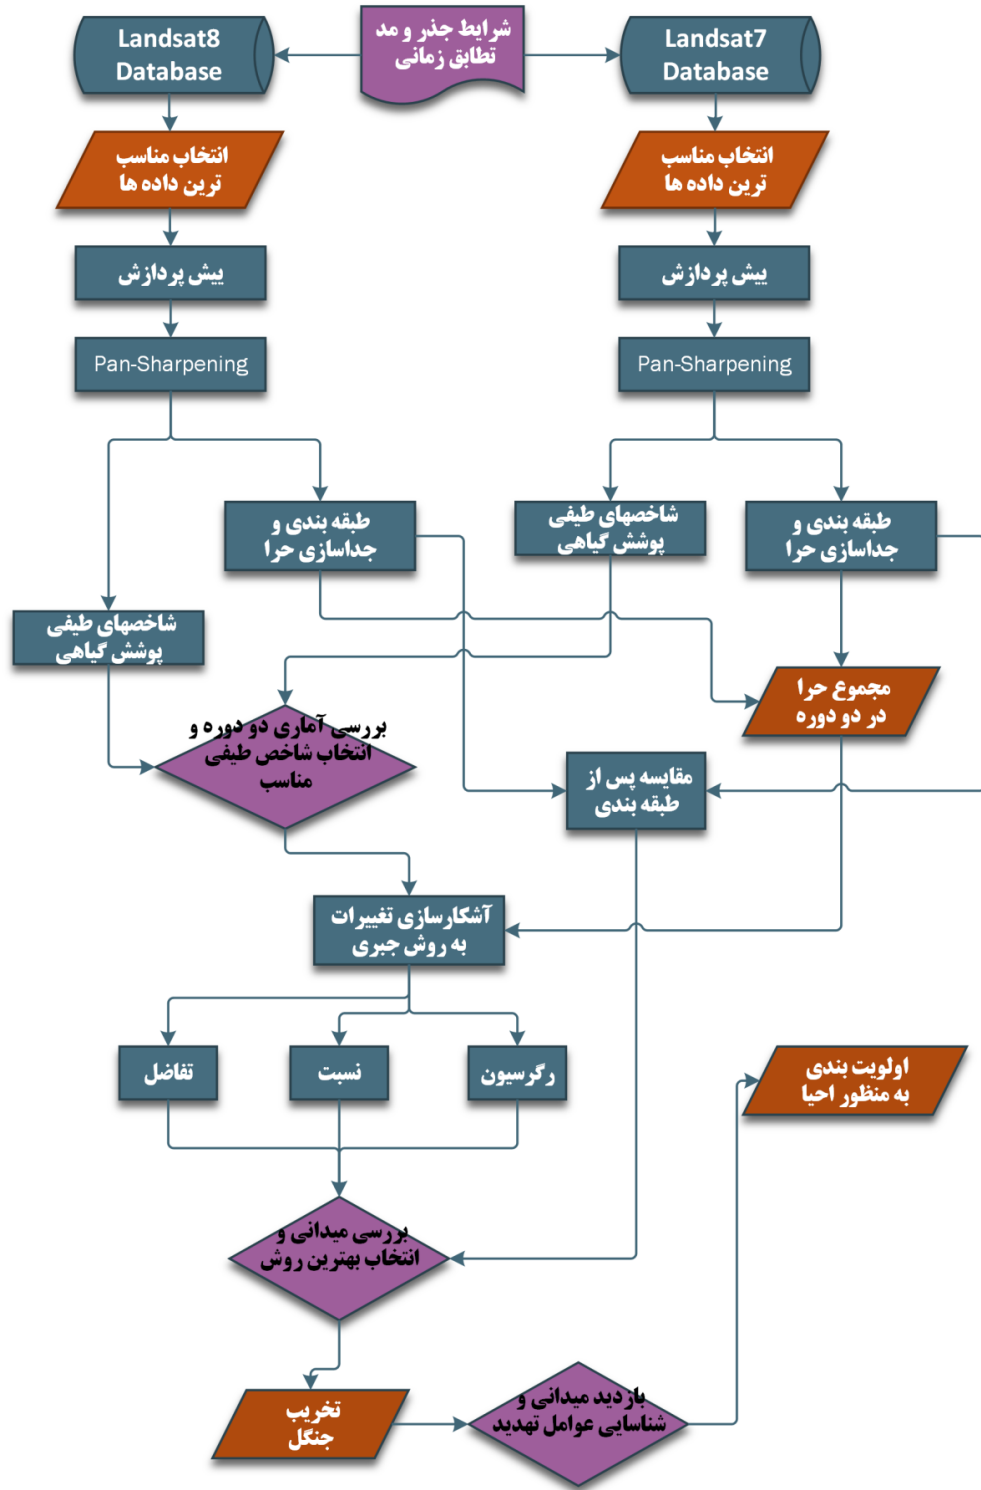 شرایط جذر و مد
تطابق زمانی
Landsat8
Database
Landsat7
Database
انتخاب مناسب
ترین داده ها
انتخاب مناسب
ترین داده ها
پیش پردازش
پیش پردازش
Pan-Sharpening
Pan-Sharpening
طبقه بندی و
جداسازی حرا
شاخصهای طیفی
پوشش گیاهی
طبقه بندی و
جداسازی حرا
شاخصهای طیفی
پوشش گیاهی
مجموع حرا
در دو دوره
بررسی آماری دو دوره و
انتخاب شاخص طیفی
مناسب
مقایسه پس از
طبقه بندی
آشکارسازی تغییرات
به روش جبری
تفاضل
نسبت
رگرسیون
اولویت بندی
به منظور احیا
بررسی میدانی و
انتخاب بهترین روش
تخریب
جنگل
بازدید میدانی و
شناسایی عوامل تهدید